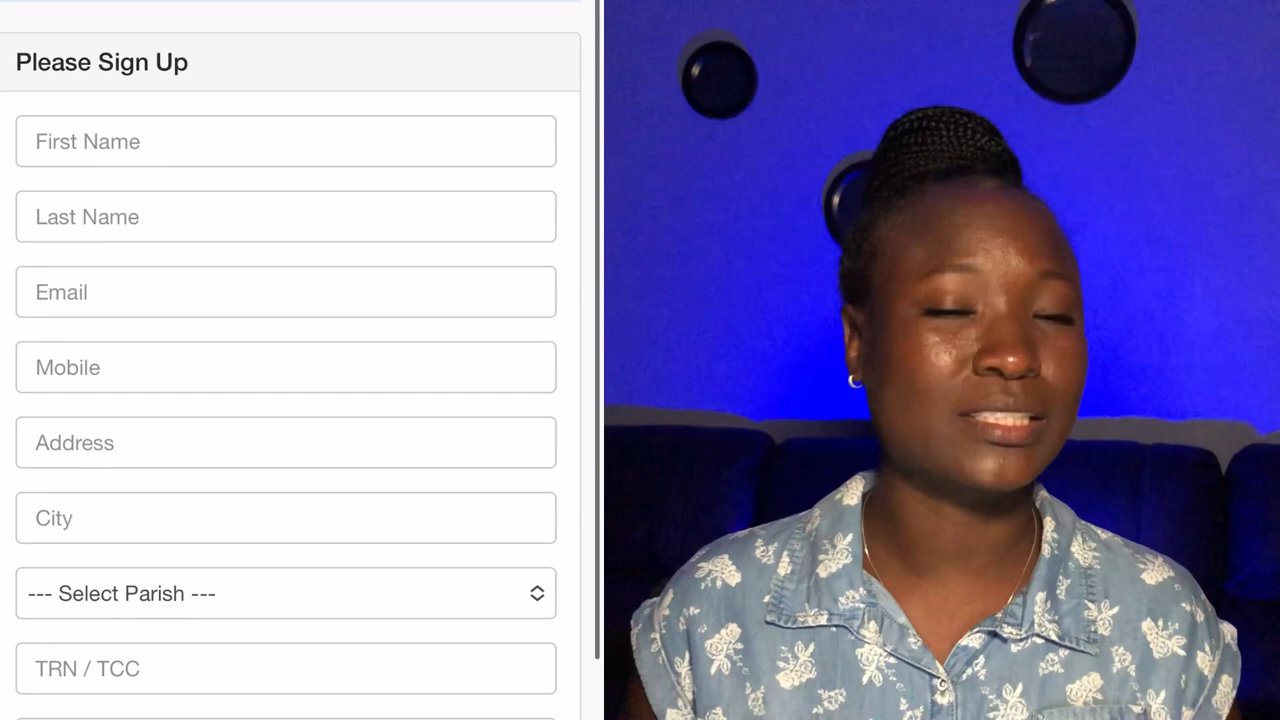 Please Sign Up
First Name
Last Name
Email
Mobile
Address
City
--- Select Parish ---
TRN / TCC